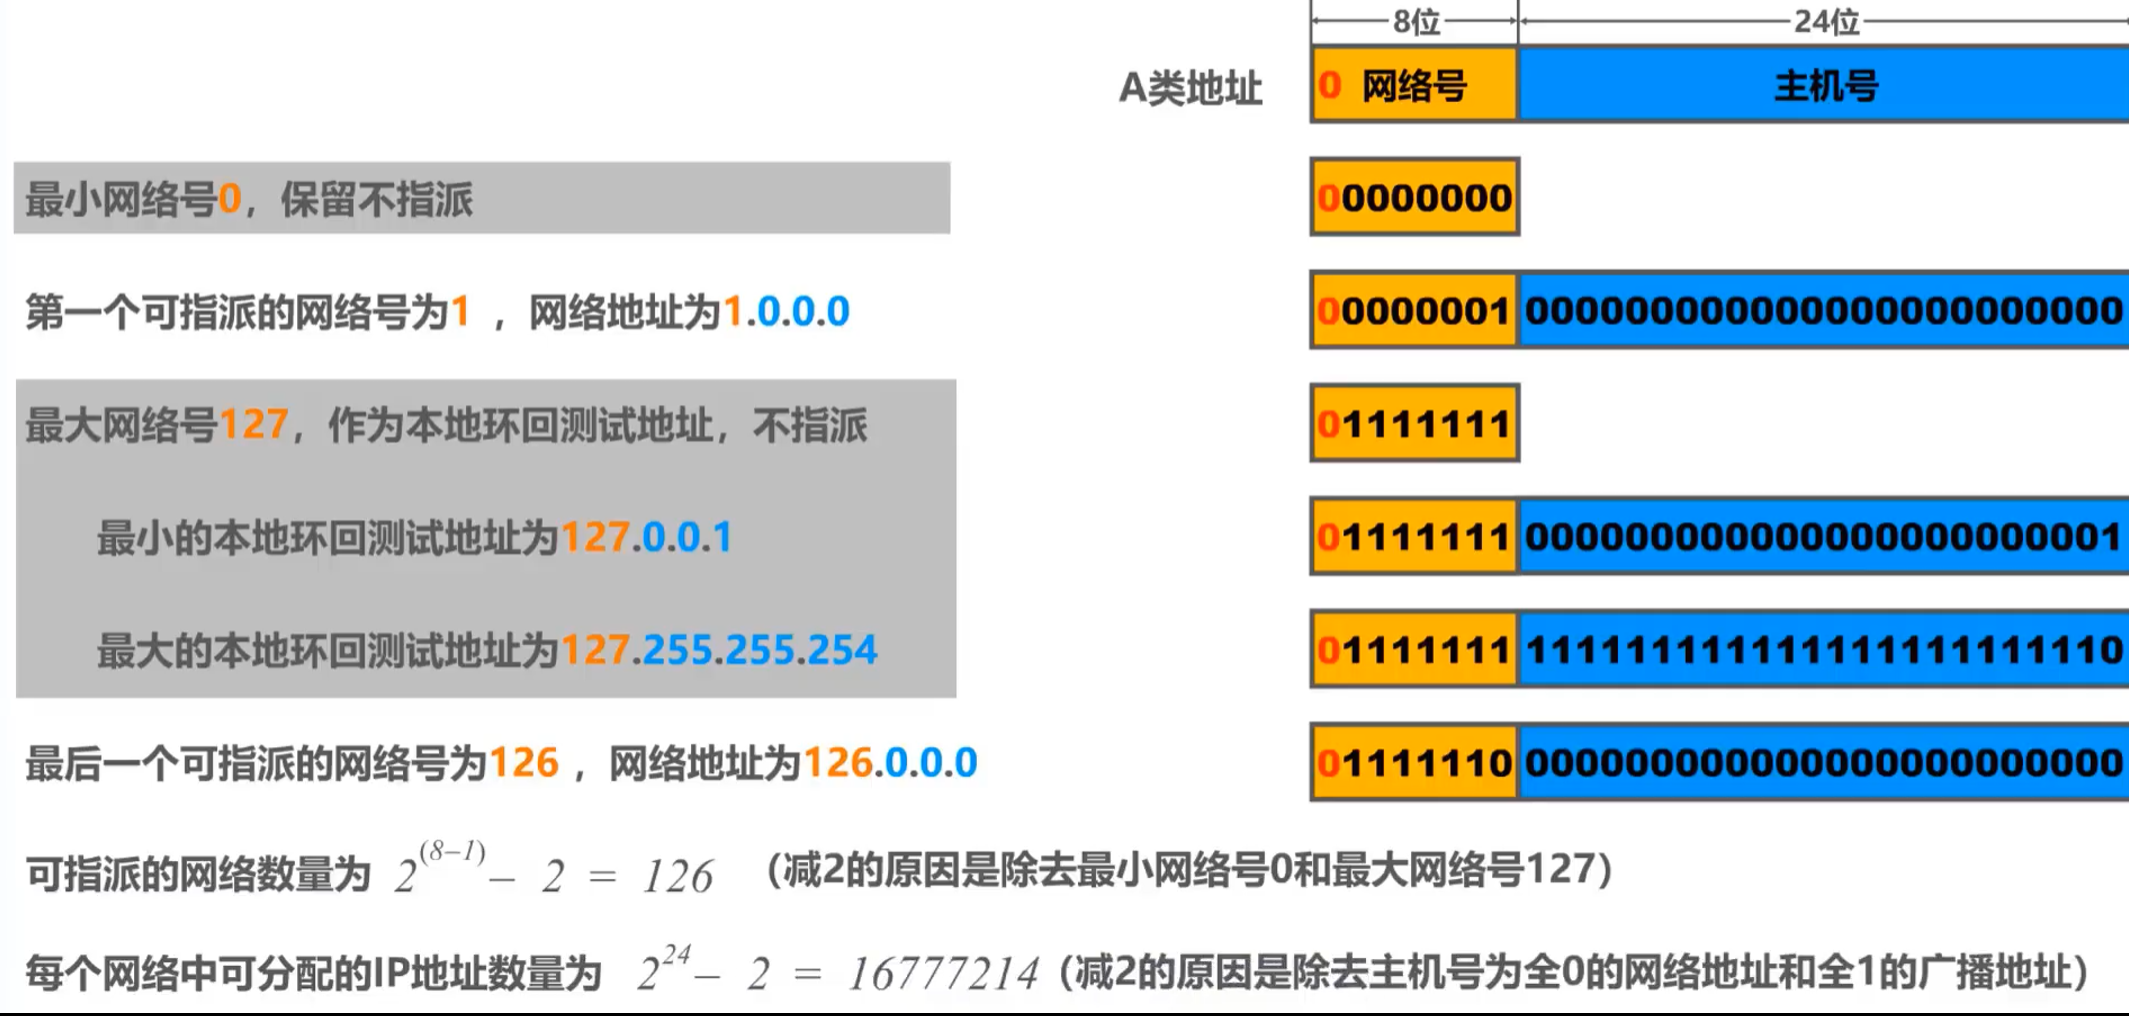 8位 24位
A类地址 0 网络号 主机号
最小网络号0，保留不指派 00000000
第一个可指派的网络号为1 ，网络地址为1.0.0.0 00000001 000000000000000000000000
最大网络号127，作为本地环回测试地址，不指派 01111111
最小的本地环回测试地址为127.0.0.1 01111111 000000000000000000000001
最大的本地环回测试地址为127.255.255.254 01111111 111111111111111111111110
最后一个可指派的网络号为126 ，网络地址为126.0.0.0 01111110 000000000000000000000000
可指派的网络数量为 2^(8–1) – 2 = 126 （减2的原因是除去最小网络号0和最大网络号127）
每个网络中可分配的IP地址数量为 2^24 – 2 = 16777214（减2的原因是除去主机号为全0的网络地址和全1的广播地址）